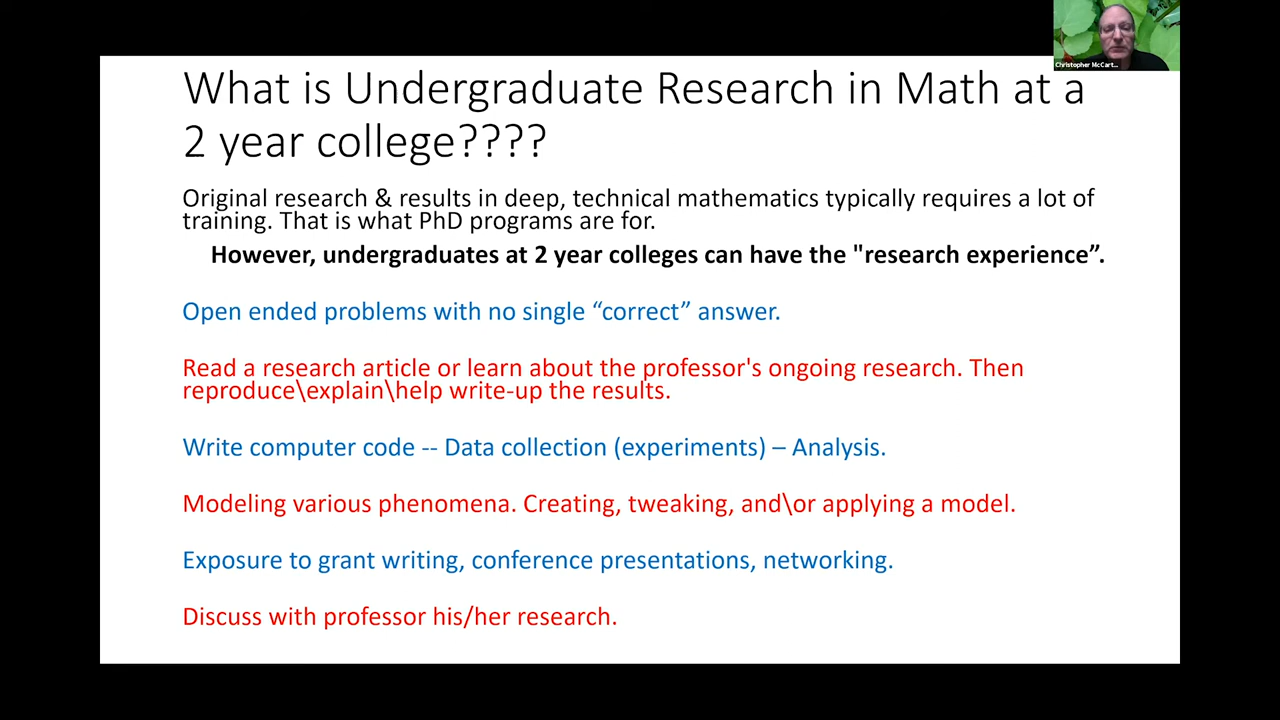 Christopher McCart...
What is Undergraduate Research in Math at a
2 year college????
Original research & results in deep, technical mathematics typically requires a lot of
training. That is what PhD programs are for.
However, undergraduates at 2 year colleges can have the "research experience”.
Open ended problems with no single “correct” answer.
Read a research article or learn about the professor's ongoing research. Then
reproduce\explain\help write-up the results.
Write computer code -- Data collection (experiments) – Analysis.
Modeling various phenomena. Creating, tweaking, and\or applying a model.
Exposure to grant writing, conference presentations, networking.
Discuss with professor his/her research.